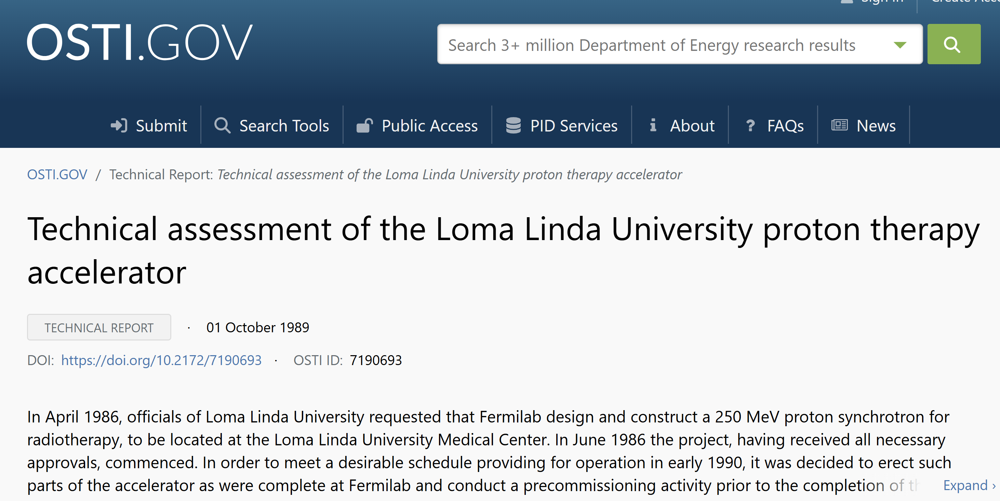 Sign In
OSTI.GOV
Search 3+ million Department of Energy research results
Submit
Search Tools
Public Access
PID Services
About
FAQs
News
OSTI.GOV / Technical Report: Technical assessment of the Loma Linda University proton therapy accelerator
Technical assessment of the Loma Linda University proton therapy
accelerator
TECHNICAL REPORT · 01 October 1989
DOI: https://doi.org/10.2172/7190693 · OSTI ID: 7190693
In April 1986, officials of Loma Linda University requested that Fermilab design and construct a 250 MeV proton synchrotron for
radiotherapy, to be located at the Loma Linda University Medical Center. In June 1986 the project, having received all necessary
approvals, commenced. In order to meet a desirable schedule providing for operation in early 1990, it was decided to erect such
parts of the accelerator as were complete at Fermilab and conduct a precommissioning activity prior to the completion of Expand ›